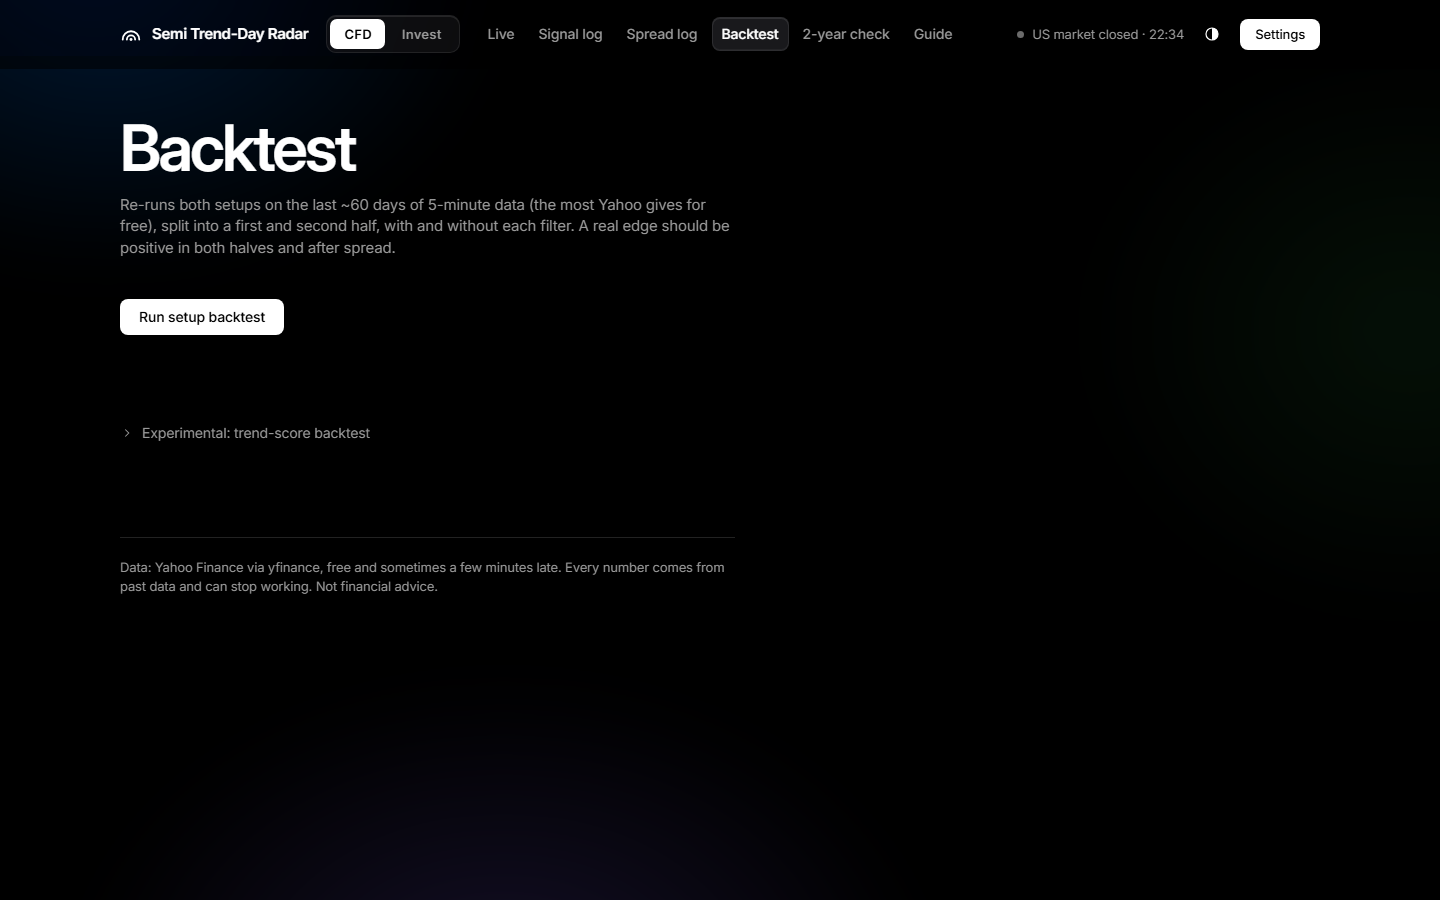 Semi Trend-Day Radar
CFD
Invest
Live
Signal log
Spread log
Backtest
2-year check
Guide
US market closed · 22:34
Settings
Backtest
Re-runs both setups on the last ~60 days of 5-minute data (the most Yahoo gives for
free), split into a first and second half, with and without each filter. A real edge should be
positive in both halves and after spread.
Run setup backtest
Experimental: trend-score backtest
Data: Yahoo Finance via yfinance, free and sometimes a few minutes late. Every number comes from
past data and can stop working. Not financial advice.